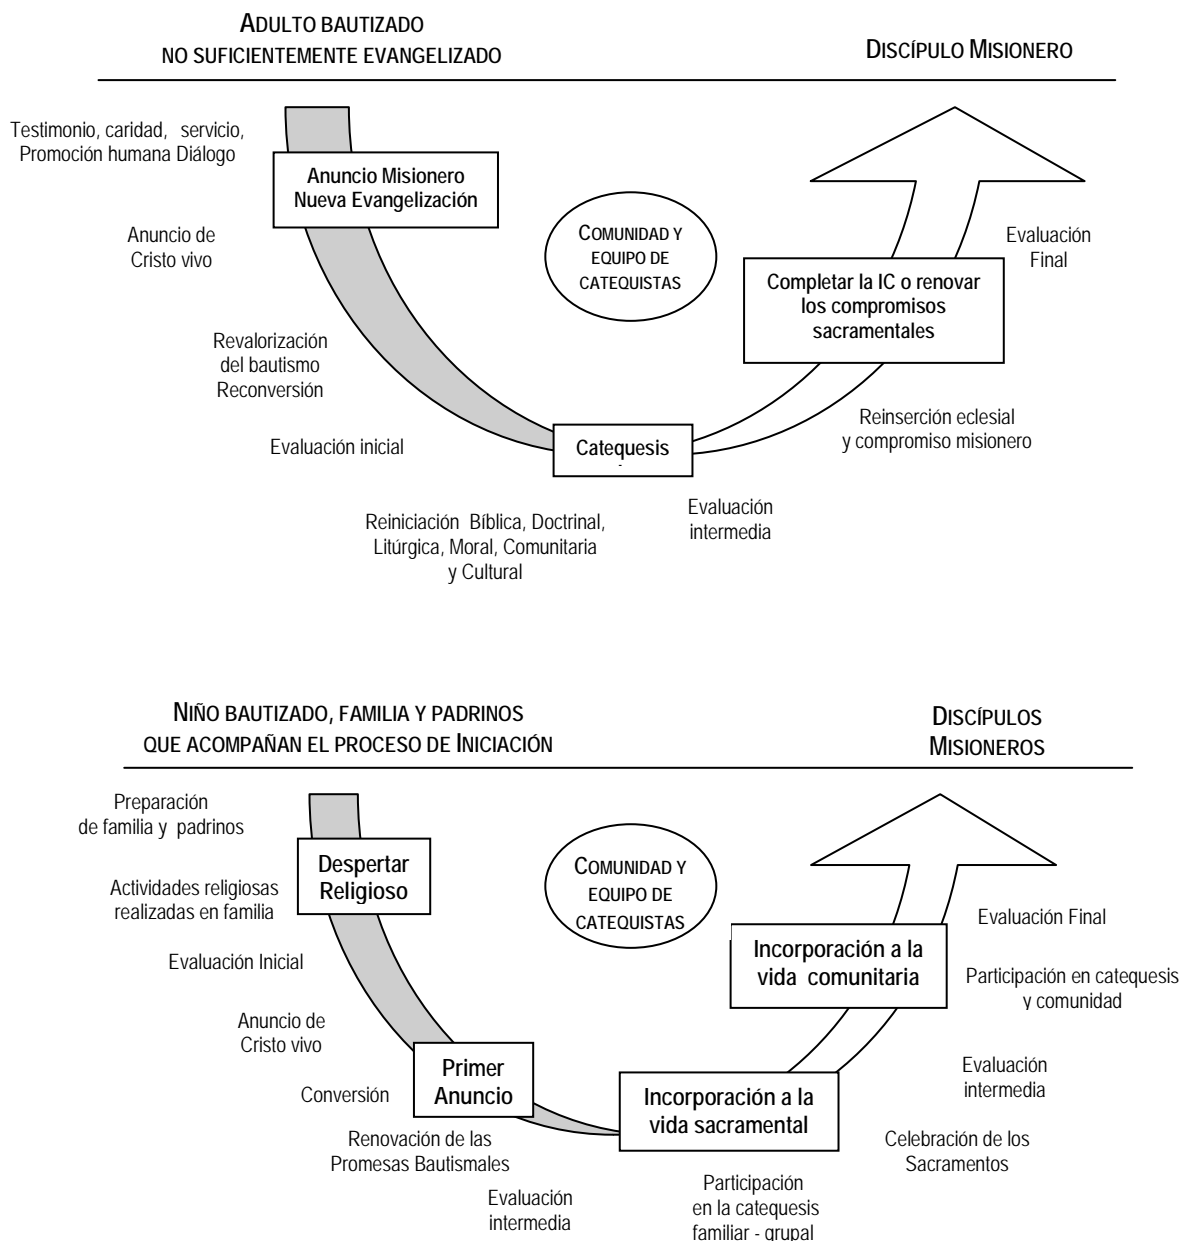 ADULTO BAUTIZADO
NO SUFICIENTEMENTE EVANGELIZADO
DISCÍPULO MISIONERO
Testimonio, caridad, servicio,
Promoción humana Diálogo
Anuncio Misionero
Nueva Evangelización
Anuncio de
Cristo vivo
COMUNIDAD Y
EQUIPO DE
CATEQUISTAS
Evaluación
Final
Completar la IC o renovar
los compromisos
sacramentales
Revalorización
del bautismo
Reconversión
Evaluación inicial
Catequesis
Reinserción eclesial
y compromiso misionero
Evaluación
intermedia
Reiniciación Bíblica, Doctrinal,
Litúrgica, Moral, Comunitaria
y Cultural
NIÑO BAUTIZADO, FAMILIA Y PADRINOS
QUE ACOMPAÑAN EL PROCESO DE INICIACIÓN
DISCÍPULOS
MISIONEROS
Preparación
de familia y padrinos
Despertar
Religioso
Actividades religiosas
realizadas en familia
COMUNIDAD Y
EQUIPO DE
CATEQUISTAS
Evaluación Final
Incorporación a la
vida comunitaria
Evaluación Inicial
Participación en catequesis
y comunidad
Anuncio de
Cristo vivo
Primer
Anuncio
Conversión
Evaluación
intermedia
Incorporación a la
vida sacramental
Renovación de las
Promesas Bautismales
Celebración de los
Sacramentos
Evaluación
intermedia
Participación
en la catequesis
familiar - grupal